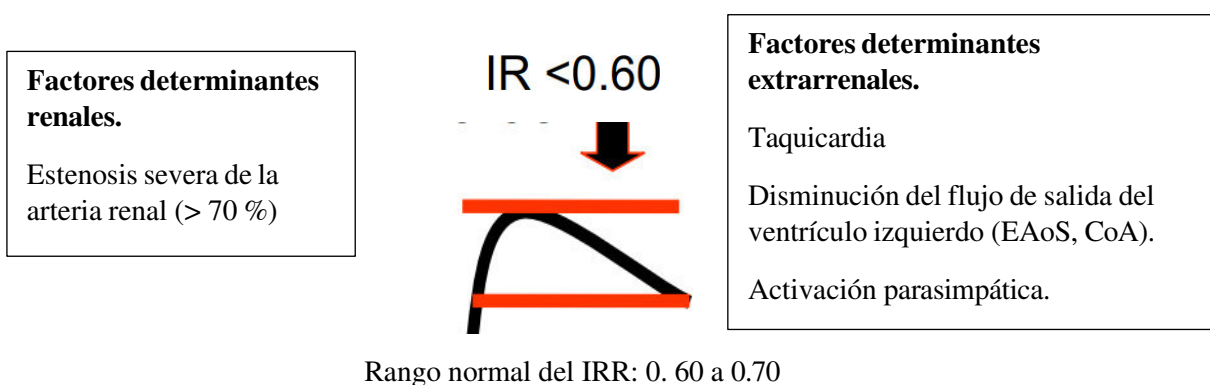 Factores determinantes
renales.
Estenosis severa de la
arteria renal (> 70 %)
IR <0.60
Factores determinantes
extrarrenales.
Taquicardia
Disminución del flujo de salida del
ventrículo izquierdo (EAoS, CoA).
Activación parasimpática.
Rango normal del IRR: 0. 60 a 0.70